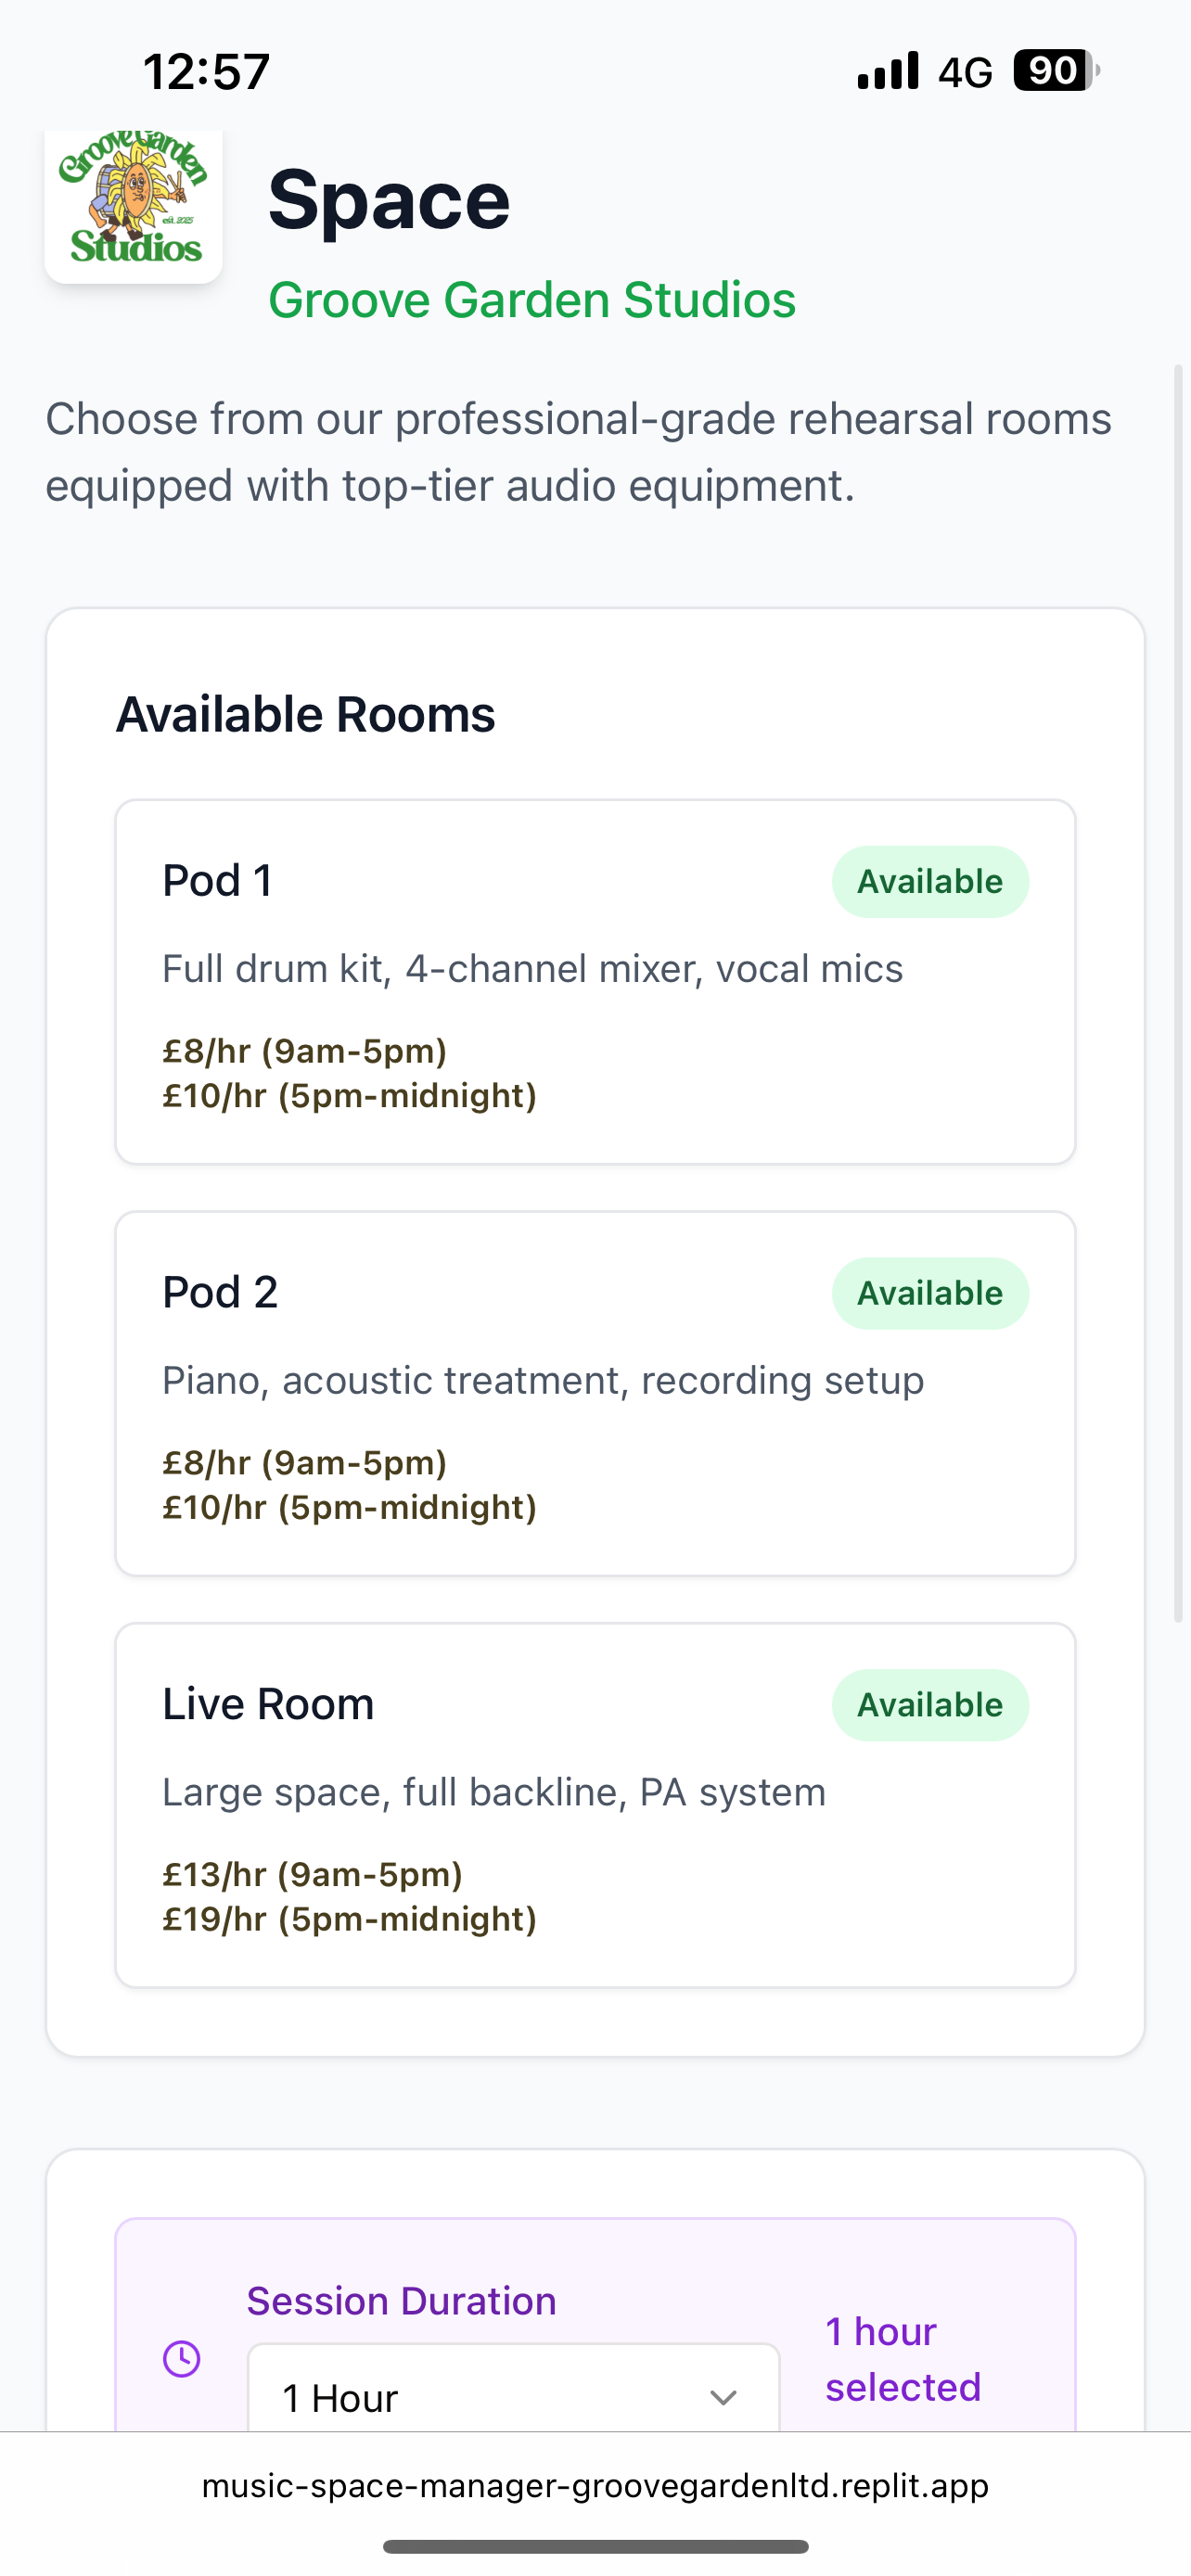 12:57
4G 90
Groove Garden
est. 2025
Studios
Space
Groove Garden Studios
Choose from our professional-grade rehearsal rooms
equipped with top-tier audio equipment.
Available Rooms
Pod 1
Available
Full drum kit, 4-channel mixer, vocal mics
£8/hr (9am-5pm)
£10/hr (5pm-midnight)
Pod 2
Available
Piano, acoustic treatment, recording setup
£8/hr (9am-5pm)
£10/hr (5pm-midnight)
Live Room
Available
Large space, full backline, PA system
£13/hr (9am-5pm)
£19/hr (5pm-midnight)
Session Duration
1 Hour
1 hour
selected
music-space-manager-groovegardenltd.replit.app